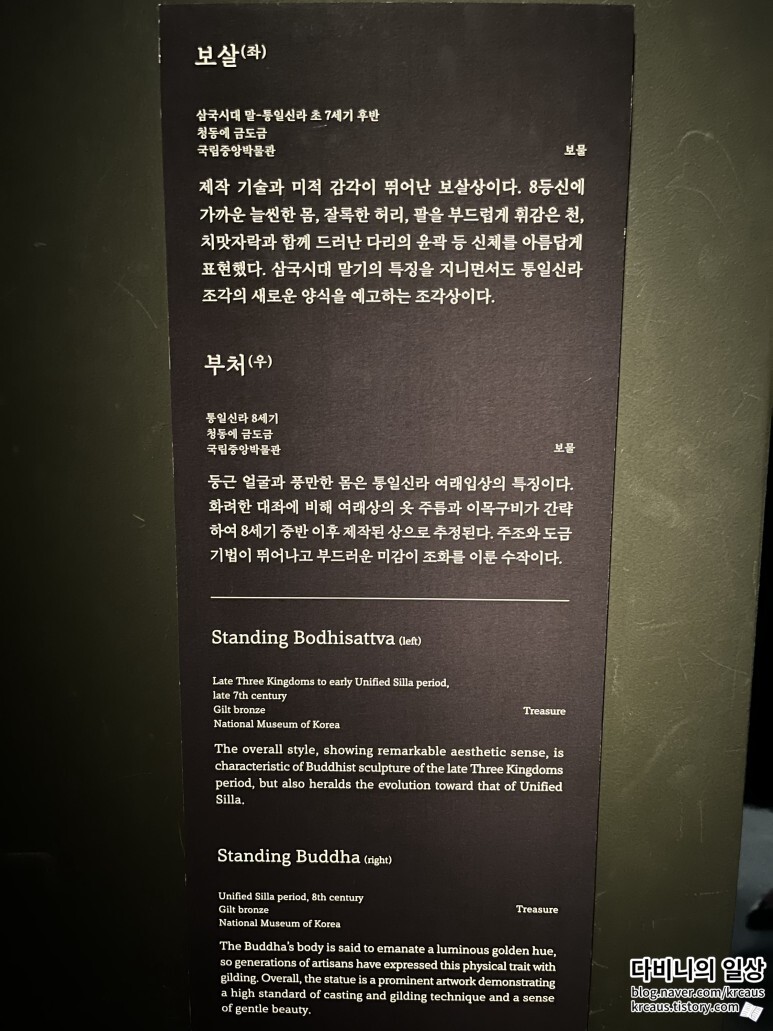 보살(좌)
삼국시대 말-통일신라 초 7세기 후반
청동에 금도금
국립중앙박물관 보물
제작 기술과 미적 감각이 뛰어난 보살상이다. 8등신에
가까운 늘씬한 몸, 잘록한 허리, 팔을 부드럽게 휘감은 천,
치맛자락과 함께 드러난 다리의 윤곽 등 신체를 아름답게
표현했다. 삼국시대 말기의 특징을 지니면서도 통일신라
조각의 새로운 양식을 예고하는 조각상이다.
부처(우)
통일신라 8세기
청동에 금도금
국립중앙박물관 보물
둥근 얼굴과 풍만한 몸은 통일신라 여래입상의 특징이다.
화려한 대좌에 비해 여래상의 옷 주름과 이목구비가 간략
하여 8세기 중반 이후 제작된 상으로 추정된다. 주조와 도금
기법이 뛰어나고 부드러운 미감이 조화를 이룬 수작이다.
Standing Bodhisattva (left)
Late Three Kingdoms to early Unified Silla period,
late 7th century
Gilt bronze Treasure
National Museum of Korea
The overall style, showing remarkable aesthetic sense, is
characteristic of Buddhist sculpture of the late Three Kingdoms
period, but also heralds the evolution toward that of Unified
Silla.
Standing Buddha (right)
Unified Silla period, 8th century
Gilt bronze Treasure
National Museum of Korea
The Buddha's body is said to emanate a luminous golden hue,
so generations of artisans have expressed this physical trait with
gilding. Overall, the statue is a prominent artwork demonstrating
a high standard of casting and gilding technique and a sense
of gentle beauty.
다비니의 일상
blog.naver.com/krcaus
krcaus.tistory.com